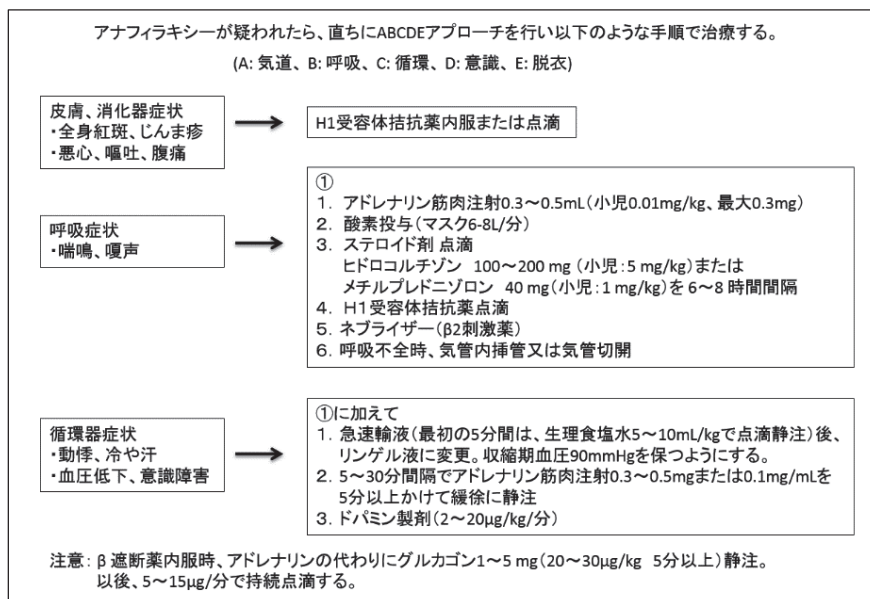 アナフィラキシーが疑われたら、直ちにABCDEアプローチを行い以下のような手順で治療する。
(A: 気道、B: 呼吸、C: 循環、D: 意識、E: 脱衣)
皮膚、消化器症状
・全身紅斑、じんま疹
・悪心、嘔吐、腹痛
H1受容体拮抗薬内服または点滴
呼吸症状
・喘鳴、嗄声
①
1. アドレナリン筋肉注射0.3~0.5mL(小児0.01mg/kg、最大0.3mg)
2. 酸素投与(マスク6-8L/分)
3. ステロイド剤 点滴
ヒドロコルチゾン 100~200 mg (小児:5 mg/kg)または
メチルプレドニゾロン 40 mg(小児:1 mg/kg)を 6~8 時間間隔
4. H1受容体拮抗薬点滴
5. ネブライザー(β2刺激薬)
6. 呼吸不全時、気管内挿管又は気管切開
循環器症状
・動悸、冷や汗
・血圧低下、意識障害
①に加えて
1. 急速輸液(最初の5分間は、生理食塩水5~10mL/kgで点滴静注)後、
リンゲル液に変更。収縮期血圧90mmHgを保つようにする。
2. 5~30分間隔でアドレナリン筋肉注射0.3~0.5mgまたは0.1mg/mLを
5分以上かけて緩徐に静注
3. ドパミン製剤(2~20μg/kg/分)
注意: β 遮断薬内服時、アドレナリンの代わりにグルカゴン1~5 mg(20~30μg/kg 5分以上)静注。
以後、5~15μg/分で持続点滴する。